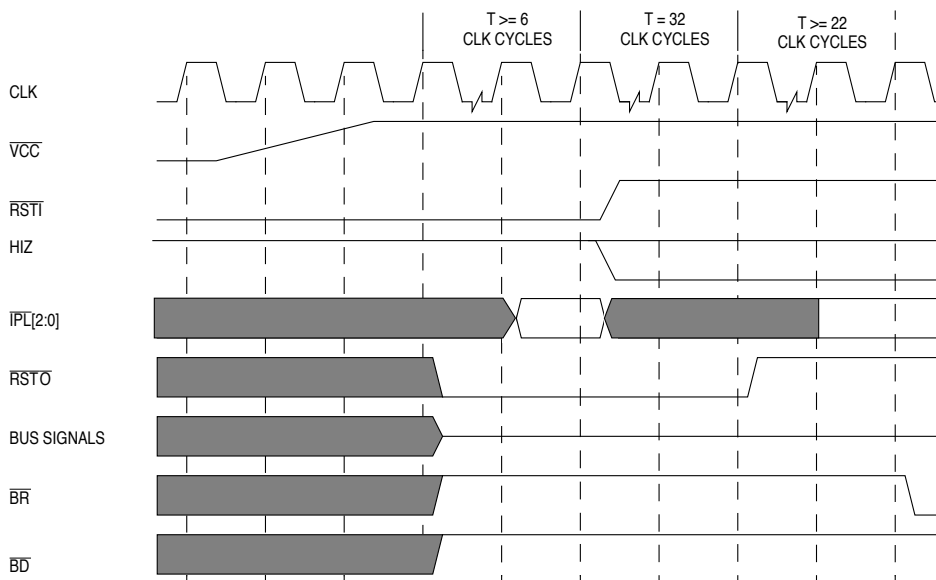 T >= 6
CLK CYCLES
T = 32
CLK CYCLES
T >= 22
CLK CYCLES
CLK
VCC
RSTI
HIZ
IPL[2:0]
RSTO
BUS SIGNALS
BR
BD